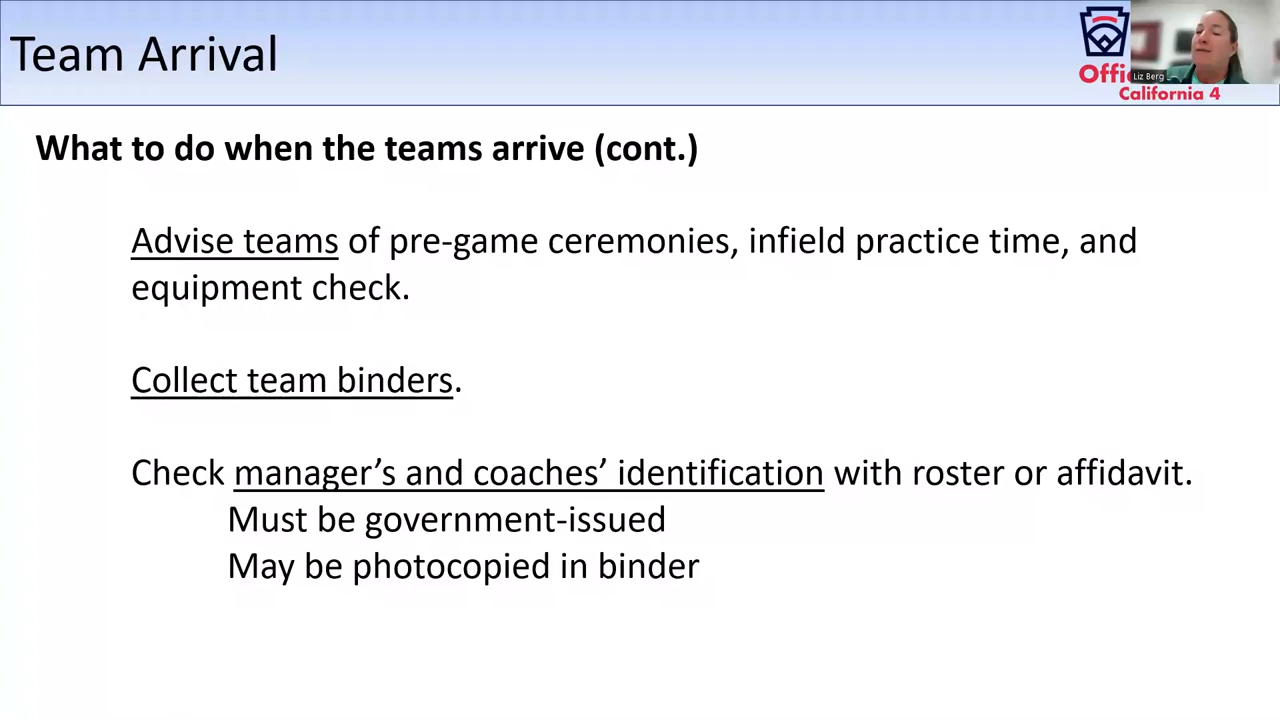 Team Arrival
Liz Berg
California 4
What to do when the teams arrive (cont.)
Advise teams of pre-game ceremonies, infield practice time, and
equipment check.
Collect team binders.
Check manager’s and coaches’ identification with roster or affidavit.
Must be government-issued
May be photocopied in binder